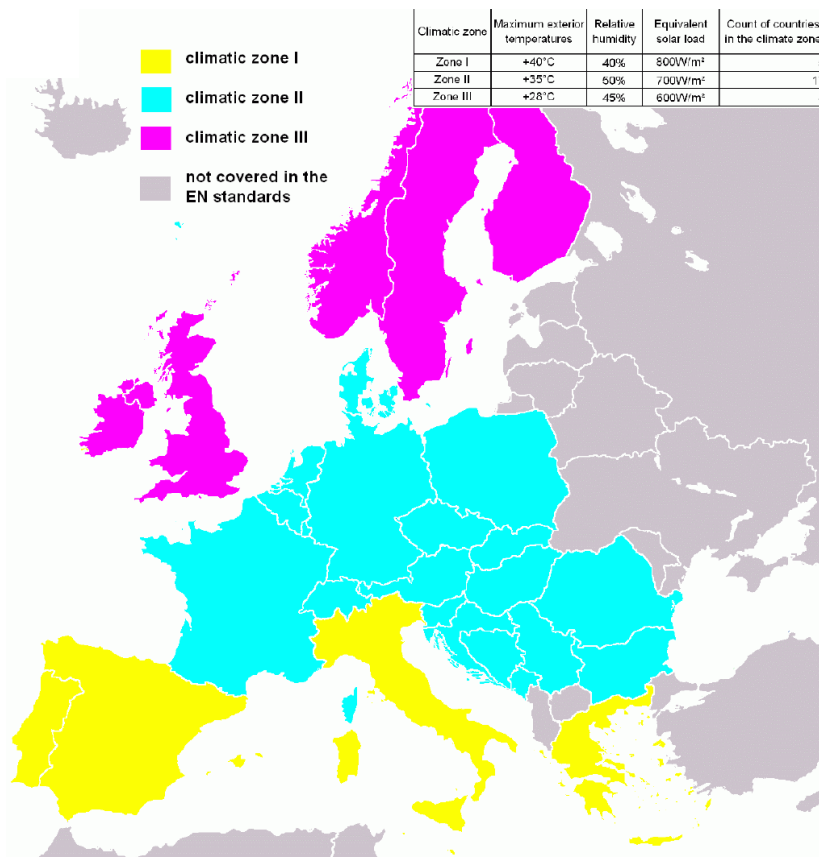 Climatic zone Maximum exterior temperatures Relative humidity Equivalent solar load Count of countries in the climate zone
Zone I +40°C 40% 800W/m²
Zone II +35°C 50% 700W/m² 1
Zone III +28°C 45% 600W/m²
climatic zone I
climatic zone II
climatic zone III
not covered in the
EN standards